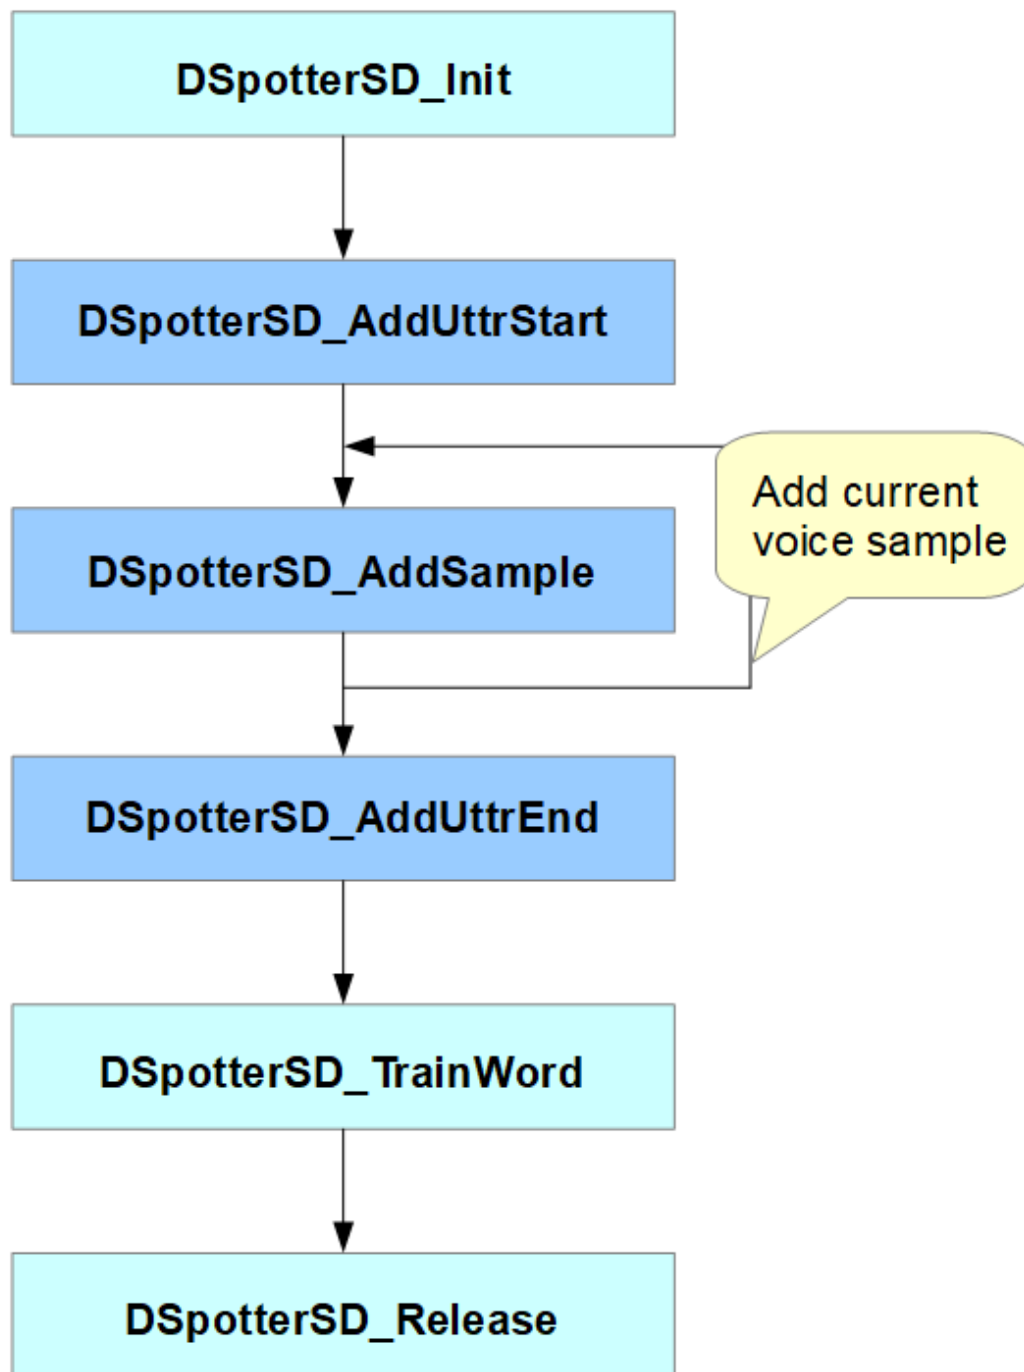 DSpotterSD_Init
DSpotterSD_AddUttrStart
Add current
voice sample
DSpotterSD_AddSample
DSpotterSD_AddUttrEnd
DSpotterSD_TrainWord
DSpotterSD_Release